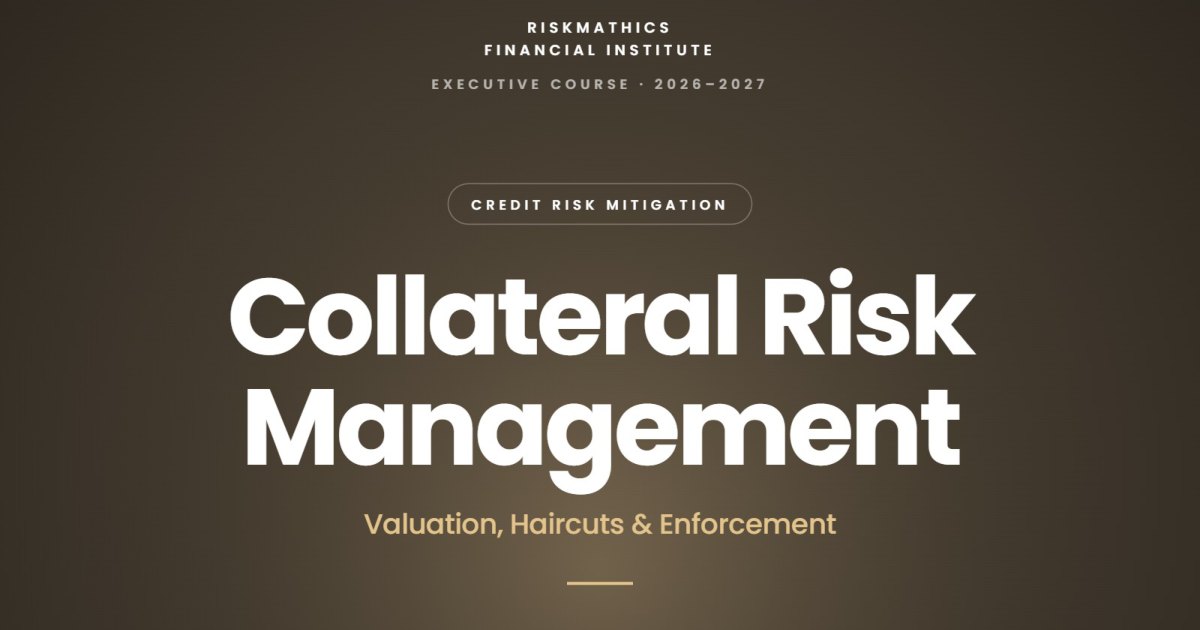 RISKMATHICS
FINANCIAL INSTITUTE
EXECUTIVE COURSE · 2026–2027
CREDIT RISK MITIGATION
Collateral Risk
Management
Valuation, Haircuts & Enforcement